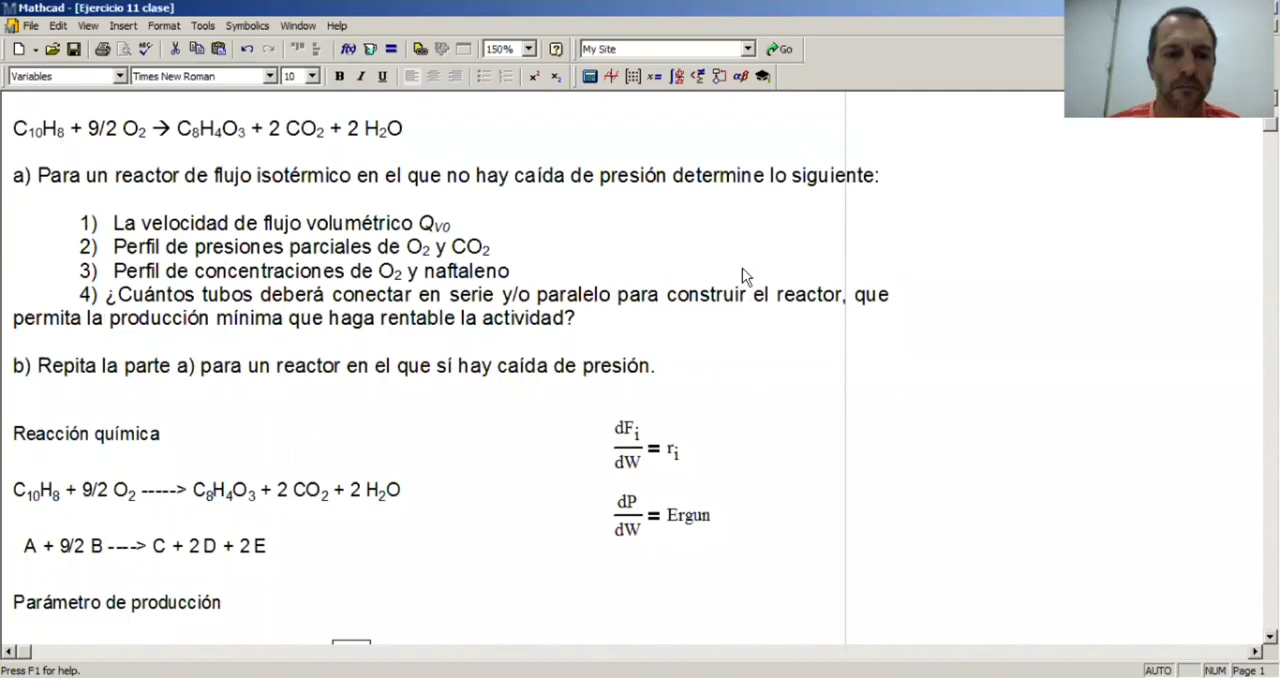 Mathcad - [Ejercicio 11 clase]
File Edit View Insert Format Tools Symbolics Window Help
150% My Site Go
Variables Times New Roman 10 B I U
C₁₀H₈ + 9/2 O₂ → C₈H₄O₃ + 2 CO₂ + 2 H₂O
a) Para un reactor de flujo isotérmico en el que no hay caída de presión determine lo siguiente:
1) La velocidad de flujo volumétrico Qv₀
2) Perfil de presiones parciales de O₂ y CO₂
3) Perfil de concentraciones de O₂ y naftaleno
4) ¿Cuántos tubos deberá conectar en serie y/o paralelo para construir el reactor, que
permita la producción mínima que haga rentable la actividad?
b) Repita la parte a) para un reactor en el que sí hay caída de presión.
Reacción química
dFᵢ/dW = rᵢ
C₁₀H₈ + 9/2 O₂ -----> C₈H₄O₃ + 2 CO₂ + 2 H₂O
dP/dW = Ergun
A + 9/2 B ----> C + 2 D + 2 E
Parámetro de producción
Press F1 for help. AUTO NUM Page 1